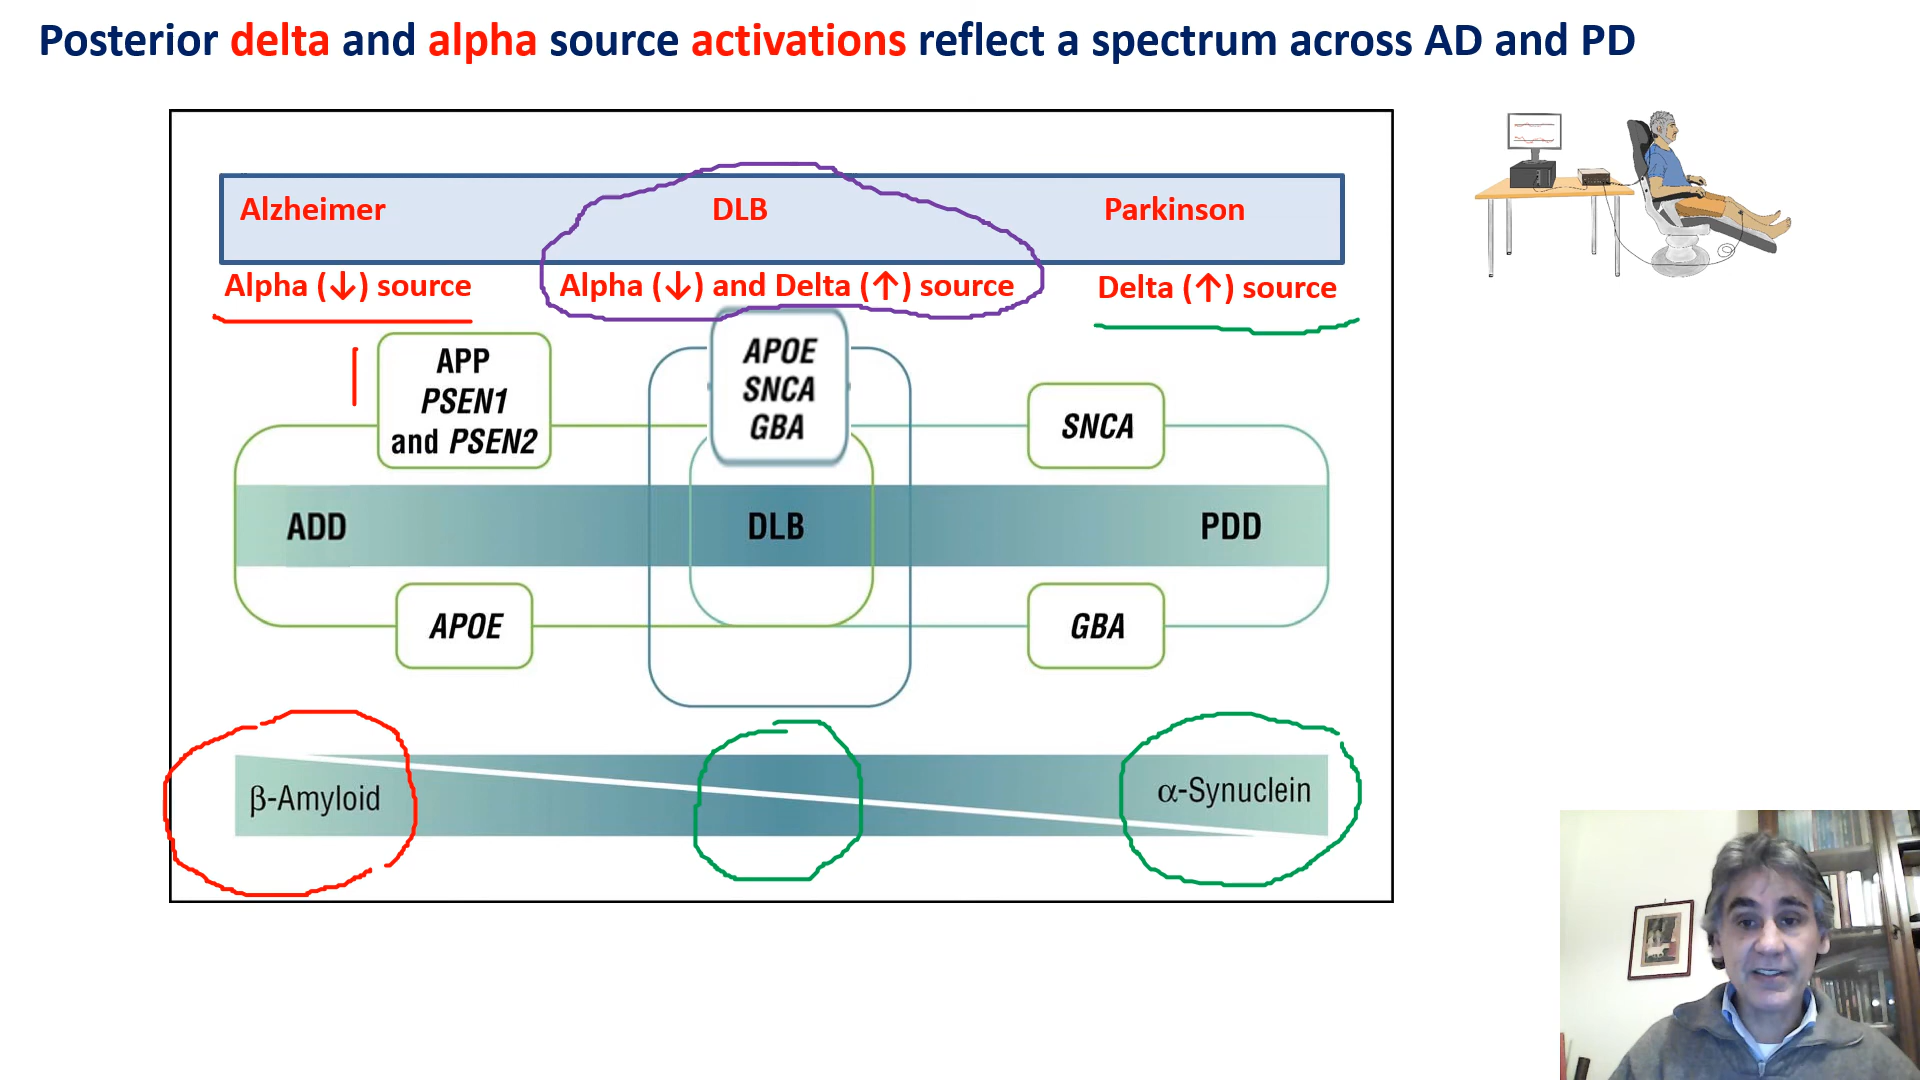 Posterior delta and alpha source activations reflect a spectrum across AD and PD
Alzheimer DLB Parkinson
Alpha (↓) source Alpha (↓) and Delta (↑) source Delta (↑) source
APP
PSEN1
and PSEN2
APOE
SNCA
GBA
SNCA
ADD DLB PDD
APOE GBA
β-Amyloid α-Synuclein